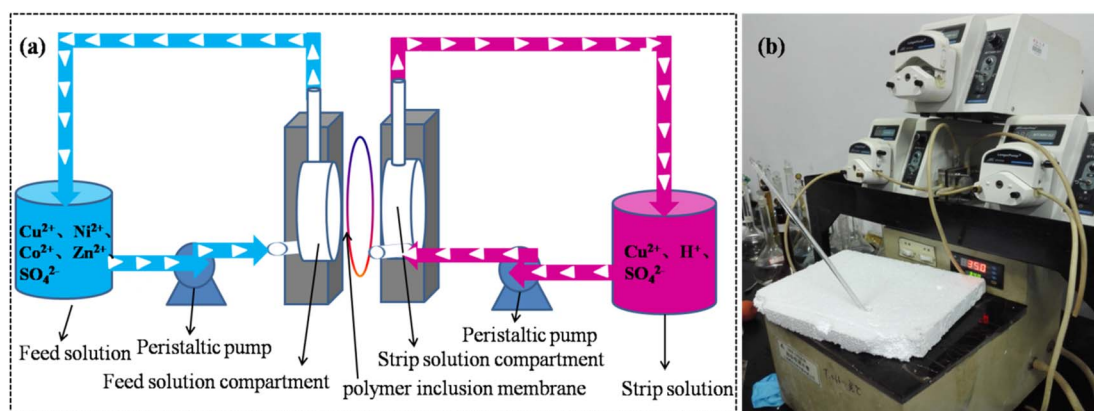 (a)
Cu²⁺、Ni²⁺、
Co²⁺、Zn²⁺
SO₄²⁻
Cu²⁺、H⁺、
SO₄²⁻
Feed solution
Peristaltic pump
Feed solution compartment
polymer inclusion membrane
Strip solution compartment
Peristaltic pump
Strip solution
(b)
35.0